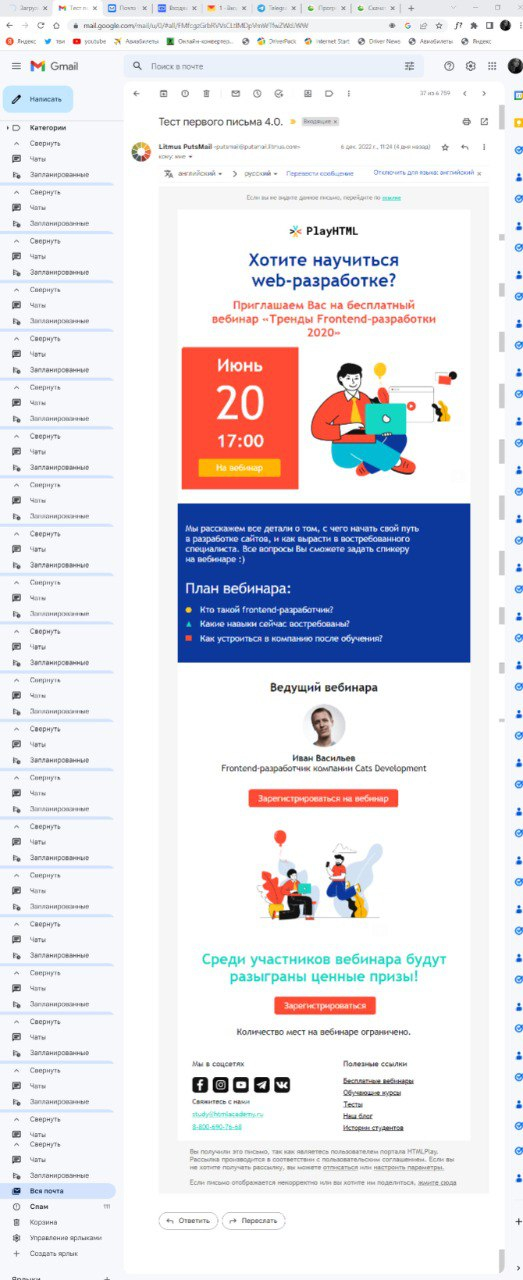 Загруз
Тест п
Почта
Входя
1 - Вас
Telegr
Прогр
Скача
mail.google.com/mail/u/0/#all/
Яндекс
тви
youtube
Авиабилеты
Онлайн-конверте...
DriverPack
Internet Start
Driver News
Авиабилеты
Яндекс
Gmail
Поиск в почте
Написать
37 из 6 759
Категории
Тест первого письма 4.0.
Входящие ×
Litmus PutsMail <putsmail@putsmail.litmus.com>
6 дек. 2022 г., 11:24 (4 дня назад)
кому: мне
английский
русский
Перевести сообщение
Отключить для языка: английский ×
Если вы не видите данное письмо, перейдите по ссылке
PlayHTML
Хотите научиться
web-разработке?
Приглашаем Вас на бесплатный
вебинар «Тренды Frontend-разработки
2020»
Июнь
20
17:00
На вебинар
Мы расскажем все детали о том, с чего начать свой путь
в разработке сайтов, и как вырасти в востребованного
специалиста. Все вопросы Вы сможете задать спикеру
на вебинаре :)
План вебинара:
Кто такой frontend-разработчик?
Какие навыки сейчас востребованы?
Как устроиться в компанию после обучения?
Ведущий вебинара
Иван Васильев
Frontend-разработчик компании Cats Development
Зарегистрироваться на вебинар
Среди участников вебинара будут
разыграны ценные призы!
Зарегистрироваться
Количество мест на вебинаре ограничено.
Мы в соцсетях
Свяжитесь с нами
study@htmlacademy.ru
8-800-690-76-68
Полезные ссылки
Бесплатные вебинары
Обучающие курсы
Тесты
Наш блог
Истории студентов
Вы получили это письмо, так как являетесь пользователем портала HTMLPlay.
Рассылка производится в соответствии с пользовательским соглашением. Если вы
не хотите получать рассылку, вы можете отписаться или настроить параметры.
Если письмо отображается некорректно или вы хотите им поделиться, жмите сюда
Ответить
Переслать
Свернуть
Чаты
Запланированные
Свернуть
Чаты
Запланированные
Свернуть
Чаты
Запланированные
Свернуть
Чаты
Запланированные
Свернуть
Чаты
Запланированные
Свернуть
Чаты
Запланированные
Свернуть
Чаты
Запланированные
Свернуть
Чаты
Запланированные
Свернуть
Чаты
Запланированные
Свернуть
Чаты
Запланированные
Свернуть
Чаты
Запланированные
Свернуть
Чаты
Запланированные
Свернуть
Чаты
Запланированные
Свернуть
Чаты
Запланированные
Свернуть
Чаты
Запланированные
Свернуть
Чаты
Запланированные
Свернуть
Чаты
Запланированные
Свернуть
Чаты
Запланированные
Свернуть
Чаты
Запланированные
Свернуть
Чаты
Запланированные
Свернуть
Чаты
Свернуть
Чаты
Запланированные
Вся почта
Спам
111
Корзина
Управление ярлыками
Создать ярлык
Ярлыки